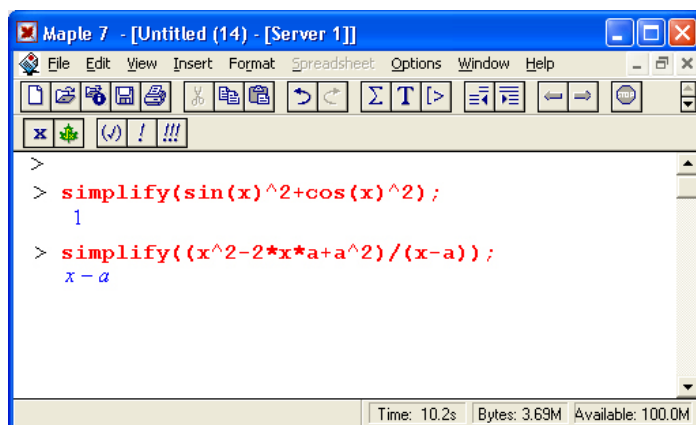 Maple 7 - [Untitled (14) - [Server 1]]
File Edit View Insert Format Spreadsheet Options Window Help
Σ T [>
x (√) ! !!!
>
> simplify(sin(x)^2+cos(x)^2);
1
> simplify((x^2-2*x*a+a^2)/(x-a));
x − a
Time: 10.2s Bytes: 3.69M Available: 100.0M